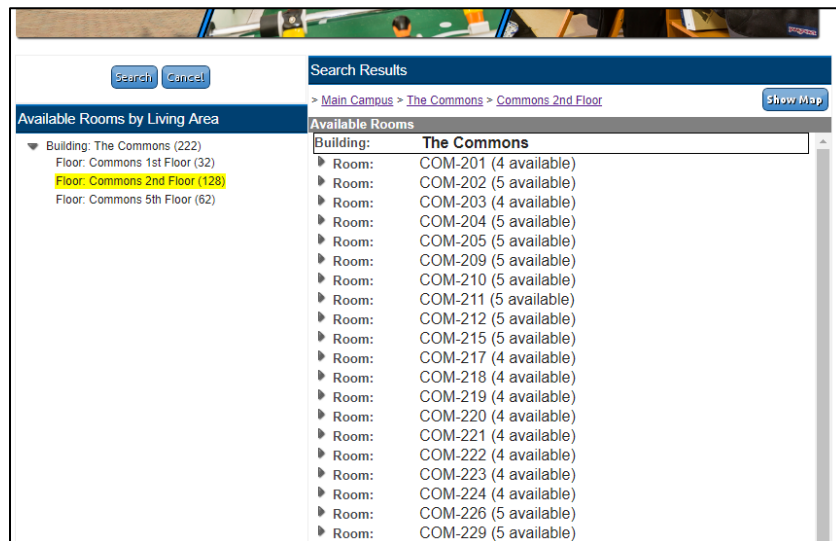 Search Cancel
Available Rooms by Living Area
Building: The Commons (222)
Floor: Commons 1st Floor (32)
Floor: Commons 2nd Floor (128)
Floor: Commons 5th Floor (62)
Search Results
> Main Campus > The Commons > Commons 2nd Floor
Show Map
Available Rooms
Building: The Commons
Room: COM-201 (4 available)
Room: COM-202 (5 available)
Room: COM-203 (4 available)
Room: COM-204 (5 available)
Room: COM-205 (5 available)
Room: COM-209 (5 available)
Room: COM-210 (5 available)
Room: COM-211 (5 available)
Room: COM-212 (5 available)
Room: COM-215 (5 available)
Room: COM-217 (4 available)
Room: COM-218 (4 available)
Room: COM-219 (4 available)
Room: COM-220 (4 available)
Room: COM-221 (4 available)
Room: COM-222 (4 available)
Room: COM-223 (4 available)
Room: COM-224 (4 available)
Room: COM-226 (5 available)
Room: COM-229 (5 available)